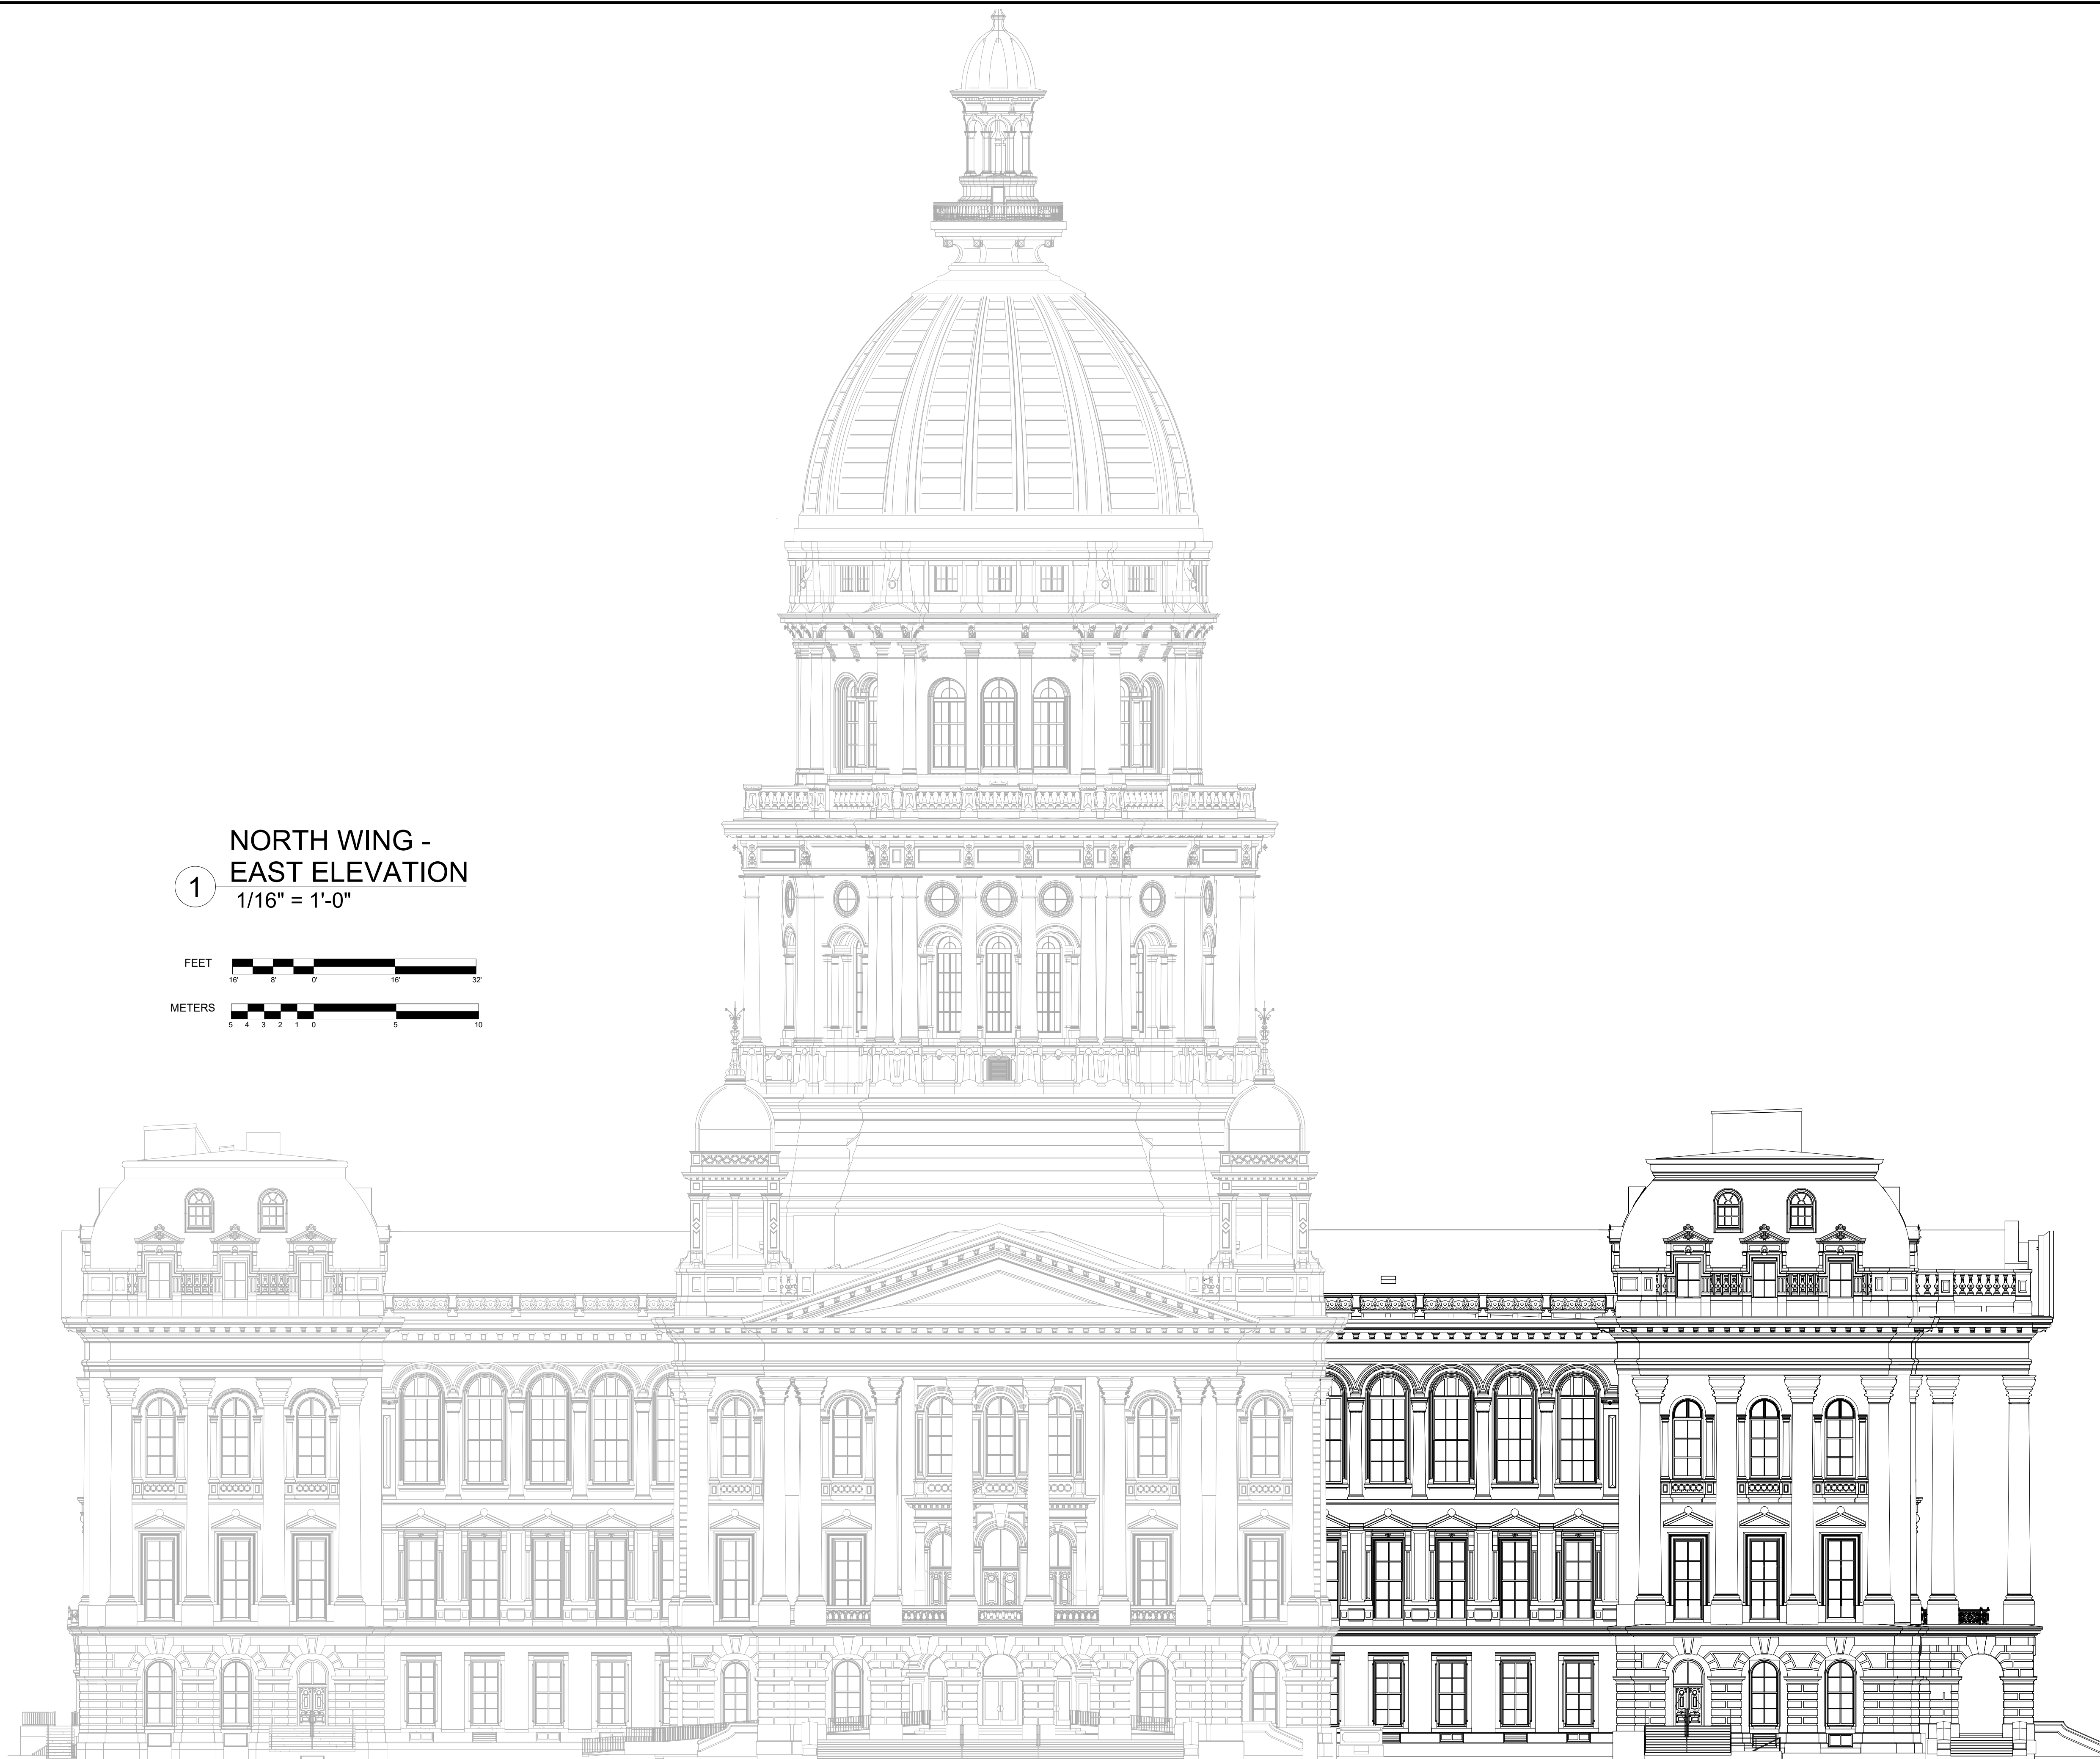 NORTH WING -
1 EAST ELEVATION
1/16" = 1'-0"
FEET
16' 8' 0' 16' 32'
METERS
5 4 3 2 1 0 5 10